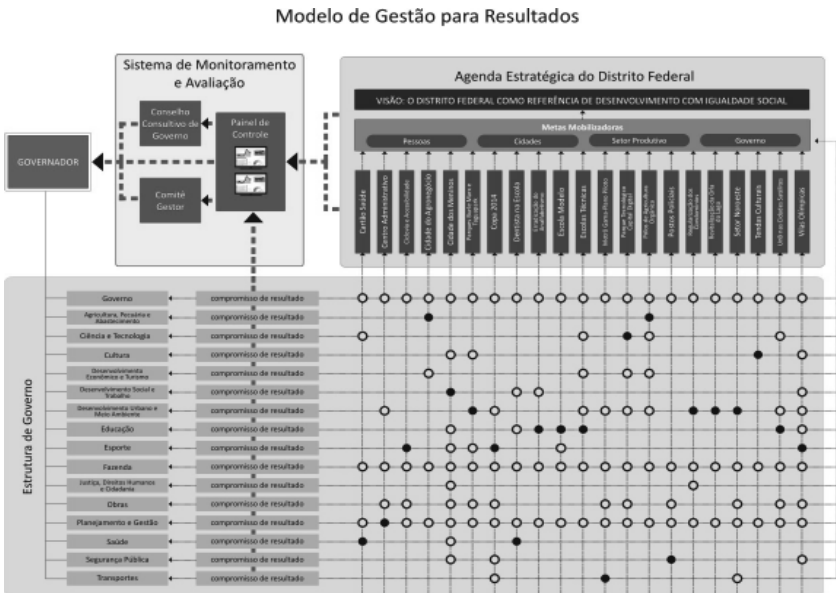 Modelo de Gestão para Resultados
Sistema de Monitoramento
e Avaliação
Conselho
Consultivo de
Governo
Painel de
Controle
Comitê
Gestor
GOVERNADOR
Agenda Estratégica do Distrito Federal
VISÃO: O DISTRITO FEDERAL COMO REFERÊNCIA DE DESENVOLVIMENTO COM IGUALDADE SOCIAL
Metas Mobilizadoras
Pessoas
Cidades
Setor Produtivo
Governo
Cartão Saúde
Centro Administrativo
Ciclovia e Acessibilidade
Cidade do Agronegócio
Cidade dos Meninos
Copa 2014
Dentista na Escola
Escola Modelo
Escolas Técnicas
Postos Policiais
Setor Noroeste
Tendas Culturais
Vilas Olímpicas
Estrutura de Governo
Governo
compromisso de resultado
Agricultura, Pecuária e
Abastecimento
compromisso de resultado
Ciência e Tecnologia
compromisso de resultado
Cultura
compromisso de resultado
Desenvolvimento
Econômico e Turismo
compromisso de resultado
Desenvolvimento Social e
Trabalho
compromisso de resultado
Desenvolvimento Urbano e
Meio Ambiente
compromisso de resultado
Educação
compromisso de resultado
Esporte
compromisso de resultado
Fazenda
compromisso de resultado
Justiça, Direitos Humanos
e Cidadania
compromisso de resultado
Obras
compromisso de resultado
Planejamento e Gestão
compromisso de resultado
Saúde
compromisso de resultado
Segurança Pública
compromisso de resultado
Transportes
compromisso de resultado